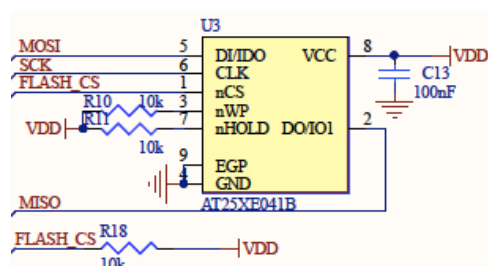 U3
MOSI 5 DI/IDO VCC 8 VDD
SCK 6 CLK C13
FLASH_CS 1 nCS 100nF
R10 10k 3 nWP
R11 7 nHOLD DO/IO1 2
VDD
10k
9 EGP
4 GND
MISO AT25XE041B
FLASH_CS R18 VDD
10k